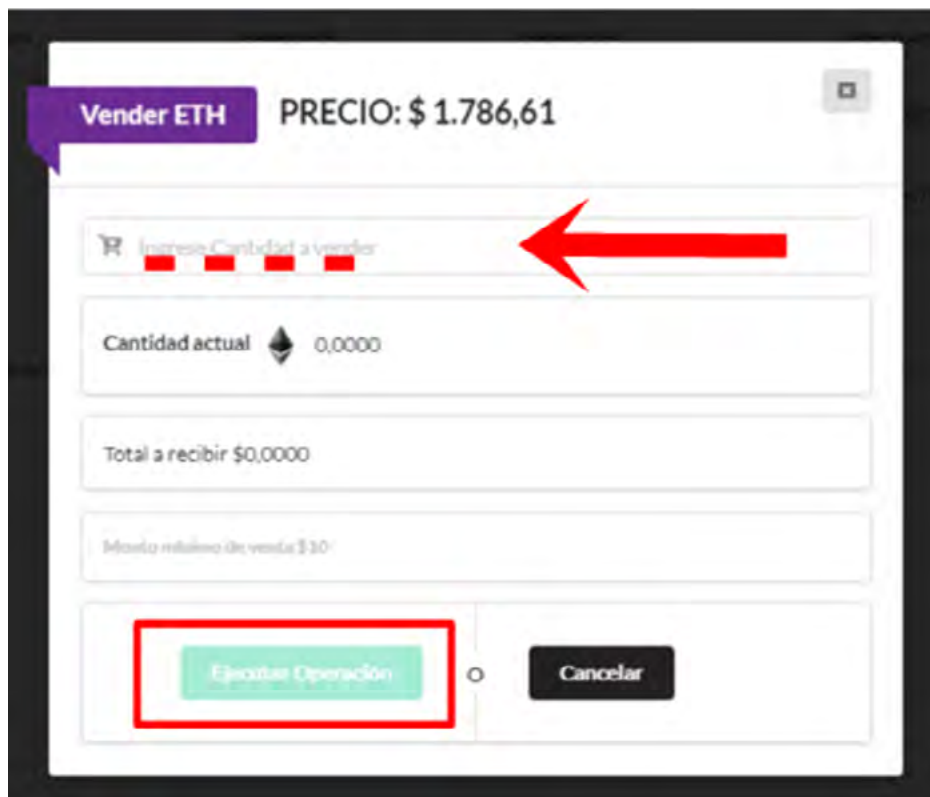 Vender ETH PRECIO: $ 1.786,61
Ingrese Cantidad a vender
Cantidad actual 0,0000
Total a recibir $0,0000
Monto mínimo de venta $10
Ejecutar Operación o Cancelar